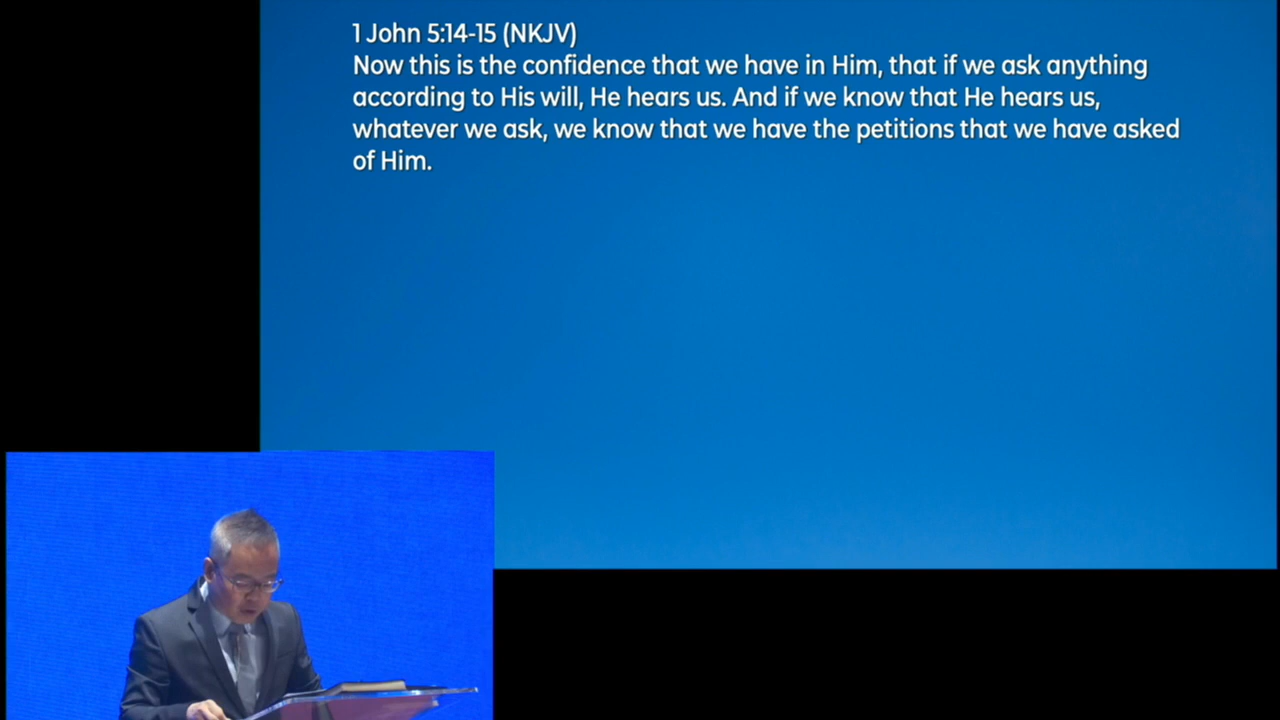 1 John 5:14-15 (NKJV)
Now this is the confidence that we have in Him, that if we ask anything
according to His will, He hears us. And if we know that He hears us,
whatever we ask, we know that we have the petitions that we have asked
of Him.